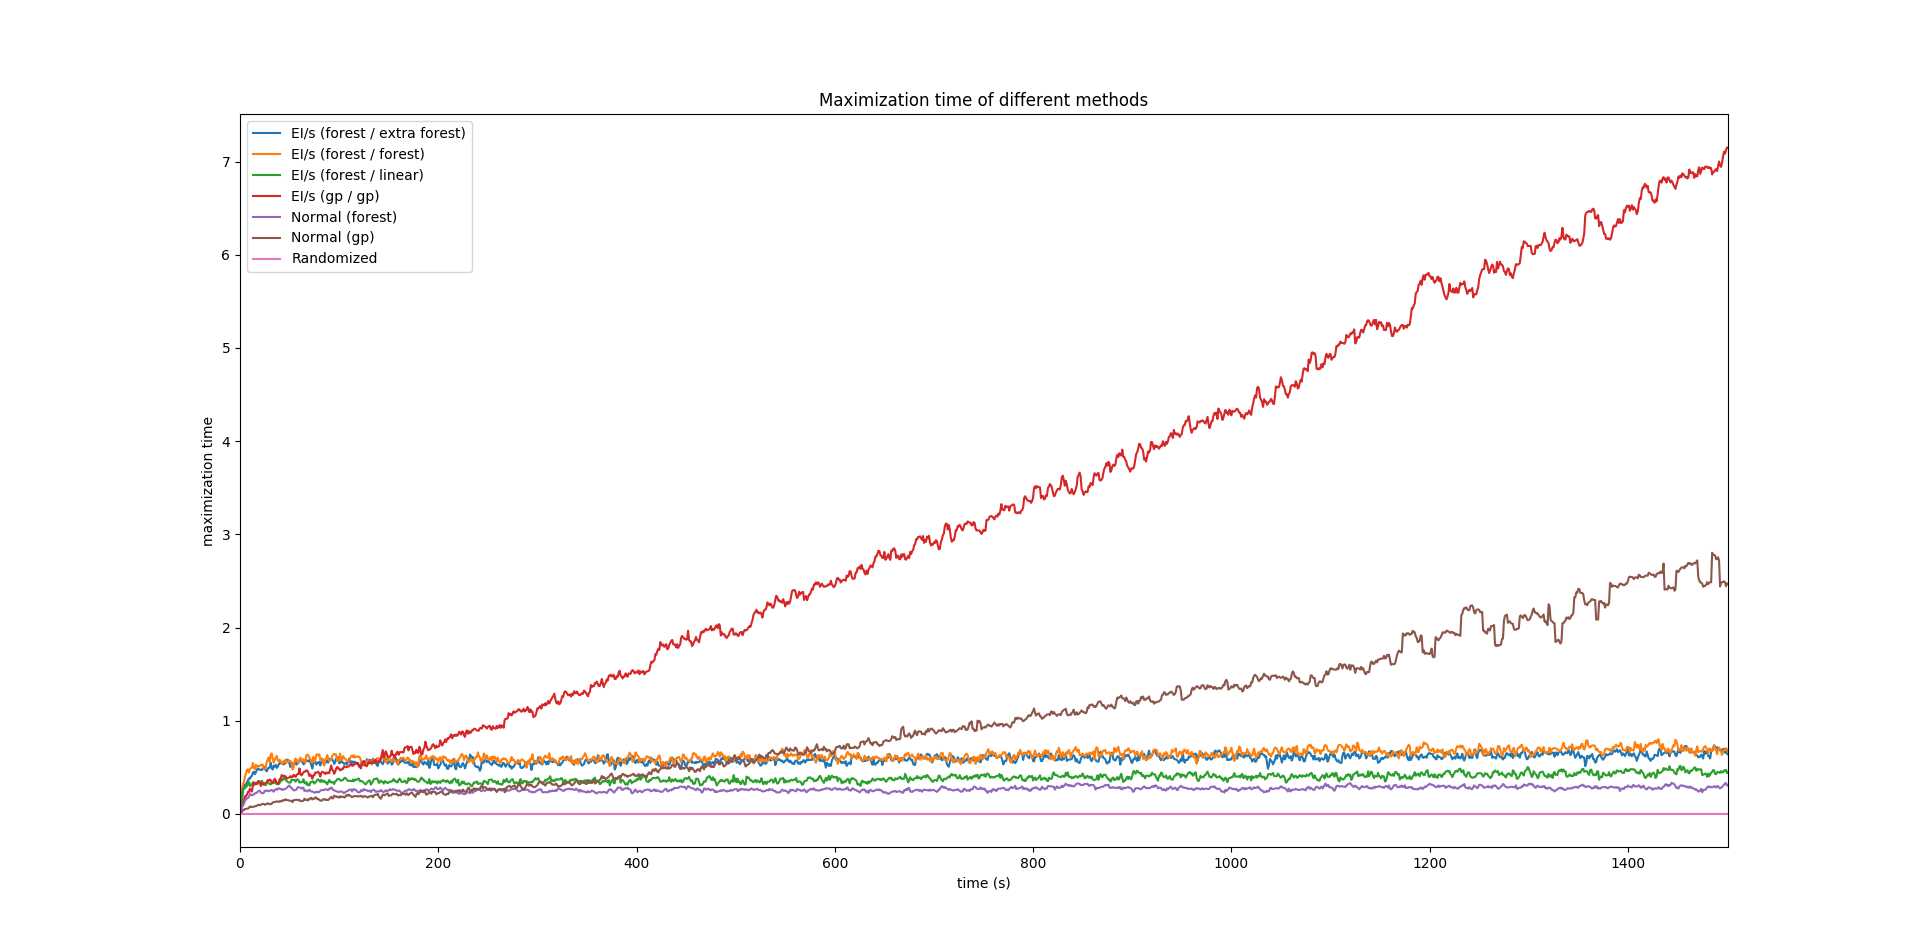 Maximization time of different methods
EI/s (forest / extra forest)
EI/s (forest / forest)
EI/s (forest / linear)
EI/s (gp / gp)
Normal (forest)
Normal (gp)
Randomized
7
6
5
4
3
2
1
0
maximization time
0 200 400 600 800 1000 1200 1400
time (s)